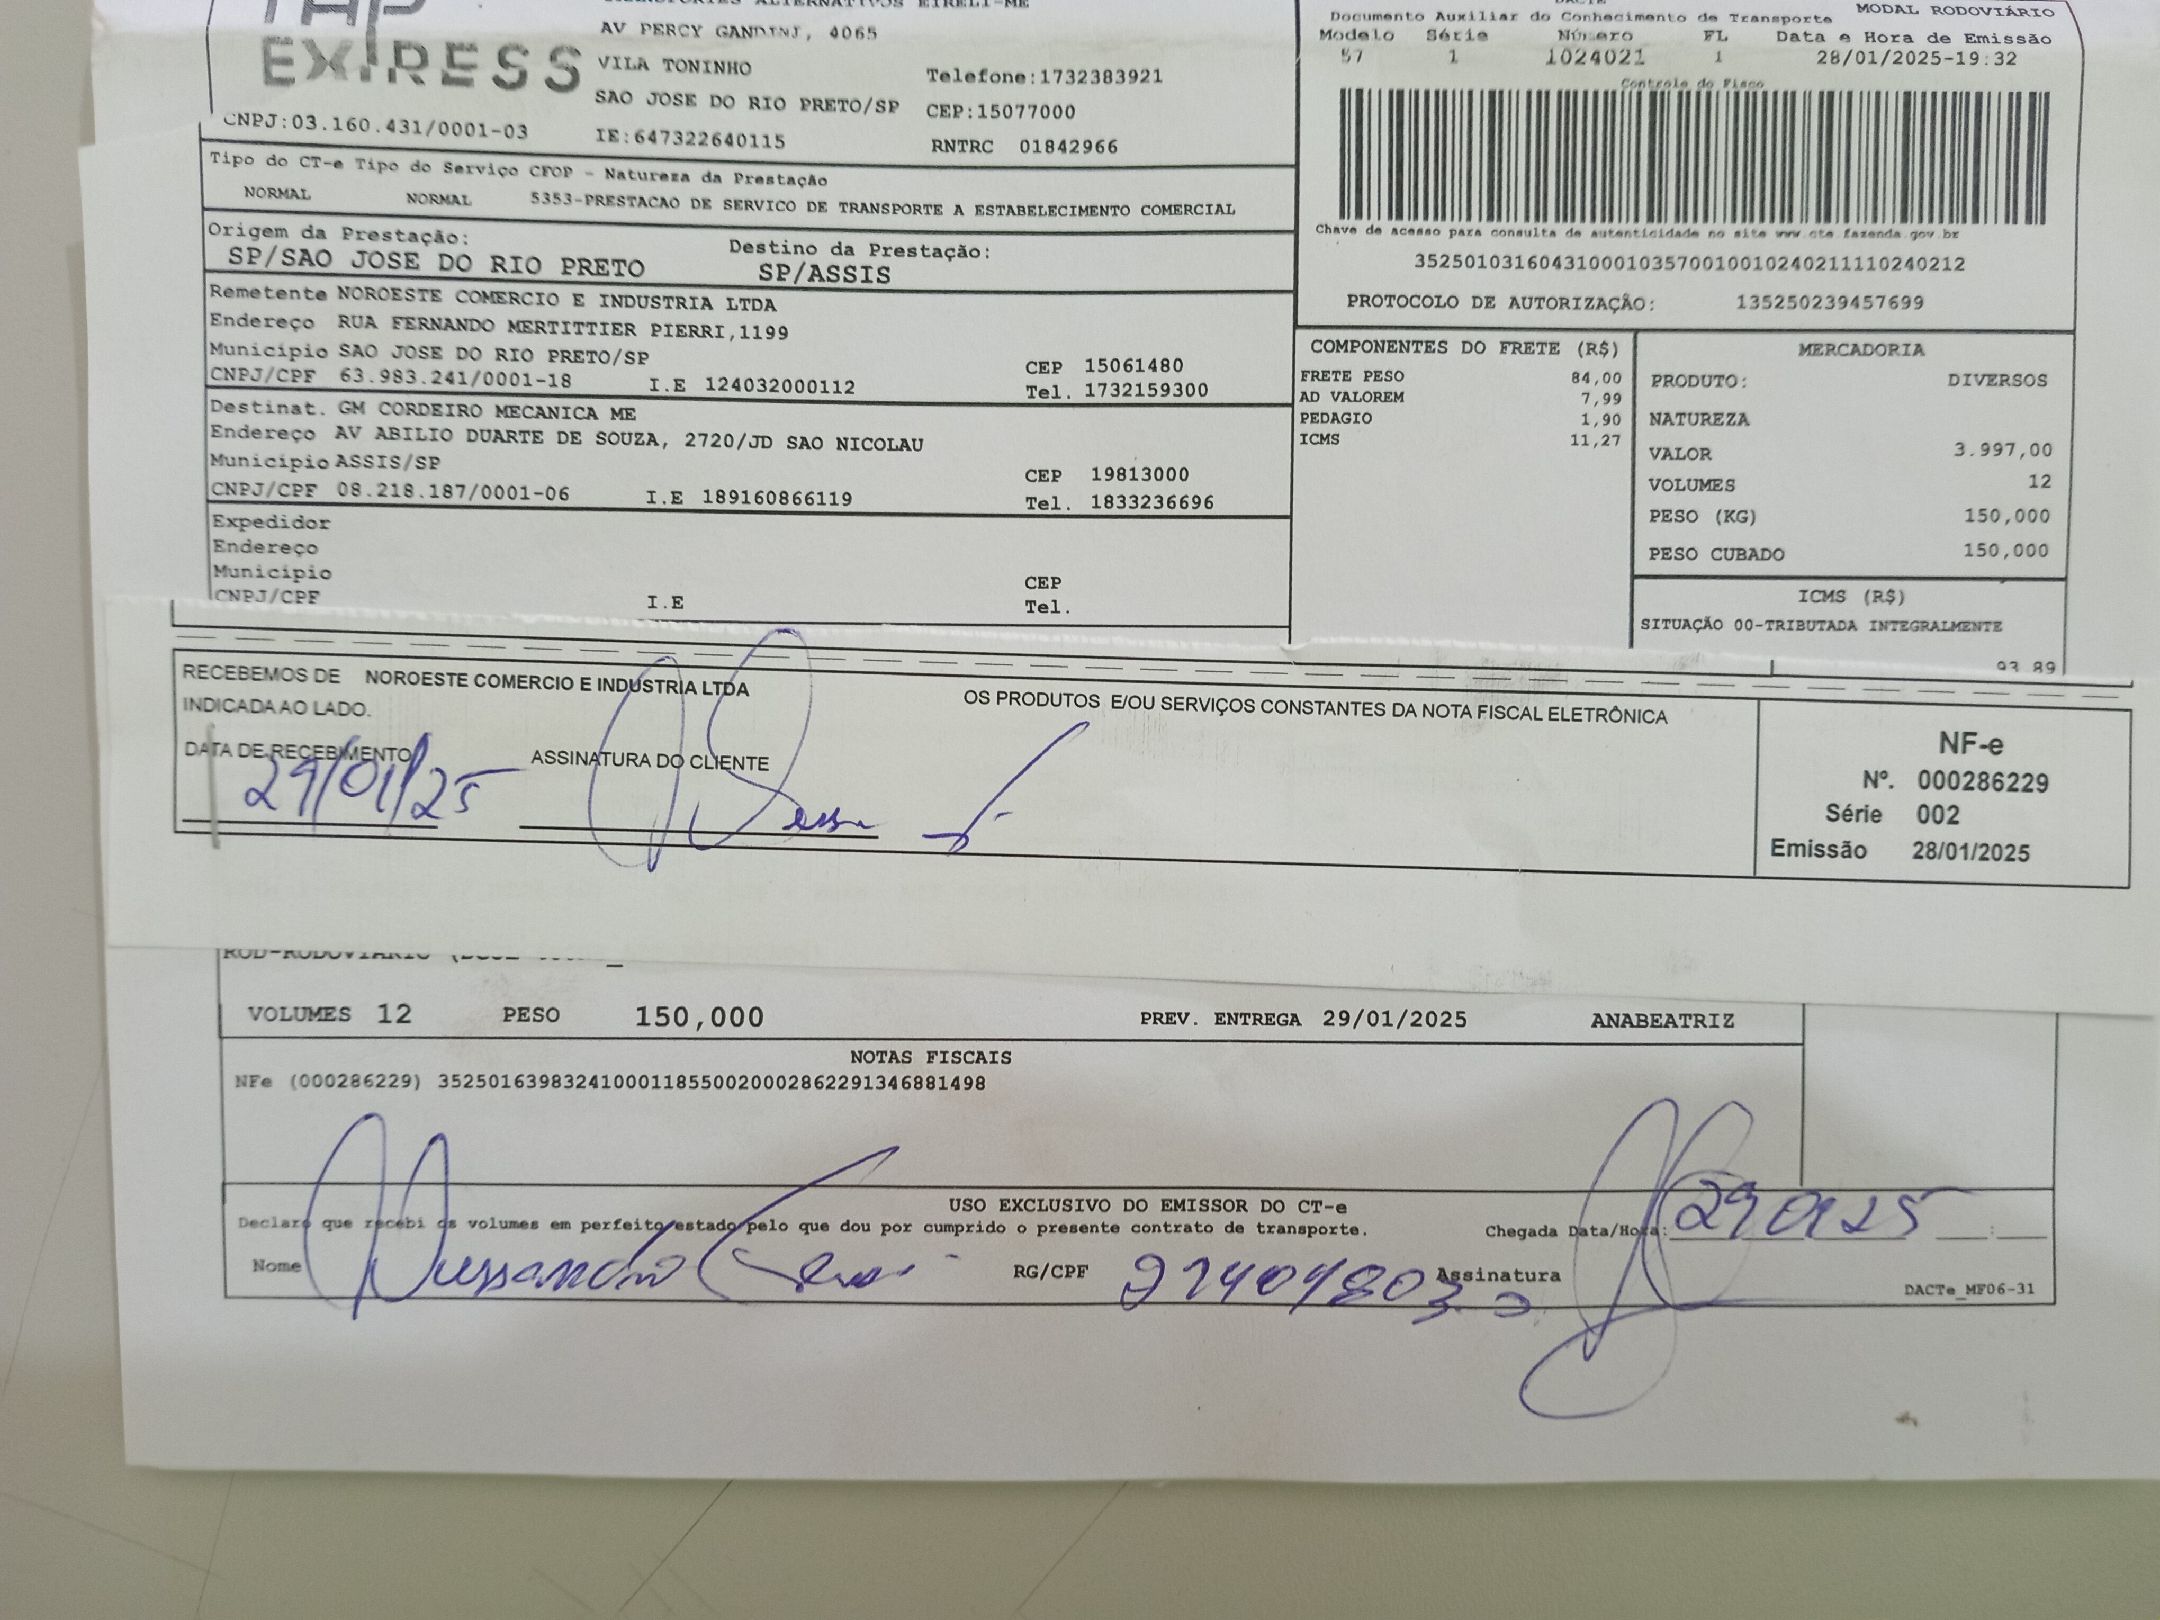 EXPRESS
AV PERCY GANDINI, 4065
VILA TONINHO
Telefone:1732383921
SAO JOSE DO RIO PRETO/SP CEP:15077000
CNPJ:03.160.431/0001-03 IE:647322640115 RNTRC 01842966
Documento Auxiliar do Conhecimento de Transporte MODAL RODOVIÁRIO
Modelo Série Número FL Data e Hora de Emissão
57 1 1024021 1 28/01/2025-19:32
Controle do Fisco
Chave de acesso para consulta de autenticidade no site www.cte.fazenda.gov.br
35250103160431000103570010010240211110240212
PROTOCOLO DE AUTORIZAÇÃO: 135250239457699
Tipo do CT-e Tipo do Serviço CFOP - Natureza da Prestação
NORMAL NORMAL 5353-PRESTACAO DE SERVICO DE TRANSPORTE A ESTABELECIMENTO COMERCIAL
Origem da Prestação: Destino da Prestação:
SP/SAO JOSE DO RIO PRETO SP/ASSIS
Remetente NOROESTE COMERCIO E INDUSTRIA LTDA
Endereço RUA FERNANDO MERTITTIER PIERRI,1199
Município SAO JOSE DO RIO PRETO/SP CEP 15061480
CNPJ/CPF 63.983.241/0001-18 I.E 124032000112 Tel. 1732159300
Destinat. GM CORDEIRO MECANICA ME
Endereço AV ABILIO DUARTE DE SOUZA, 2720/JD SAO NICOLAU
Município ASSIS/SP CEP 19813000
CNPJ/CPF 08.218.187/0001-06 I.E 189160866119 Tel. 1833236696
Expedidor
Endereço
Município CEP
CNPJ/CPF I.E Tel.
COMPONENTES DO FRETE (R$)
FRETE PESO 84,00
AD VALOREM 7,99
PEDAGIO 1,90
ICMS 11,27
MERCADORIA
PRODUTO: DIVERSOS
NATUREZA
VALOR 3.997,00
VOLUMES 12
PESO (KG) 150,000
PESO CUBADO 150,000
ICMS (R$)
SITUAÇÃO 00-TRIBUTADA INTEGRALMENTE
93,89
RECEBEMOS DE NOROESTE COMERCIO E INDUSTRIA LTDA OS PRODUTOS E/OU SERVIÇOS CONSTANTES DA NOTA FISCAL ELETRÔNICA
INDICADA AO LADO.
DATA DE RECEBIMENTO ASSINATURA DO CLIENTE
29/01/25
NF-e
Nº. 000286229
Série 002
Emissão 28/01/2025
VOLUMES 12 PESO 150,000 PREV. ENTREGA 29/01/2025 ANABEATRIZ
NOTAS FISCAIS
NFe (000286229) 35250163983241000118550020002862291346881498
USO EXCLUSIVO DO EMISSOR DO CT-e
Declaro que recebi os volumes em perfeito estado pelo que dou por cumprido o presente contrato de transporte. Chegada Data/Hora: 29 01 25 :
Nome RG/CPF Assinatura
DACTe_MF06-31